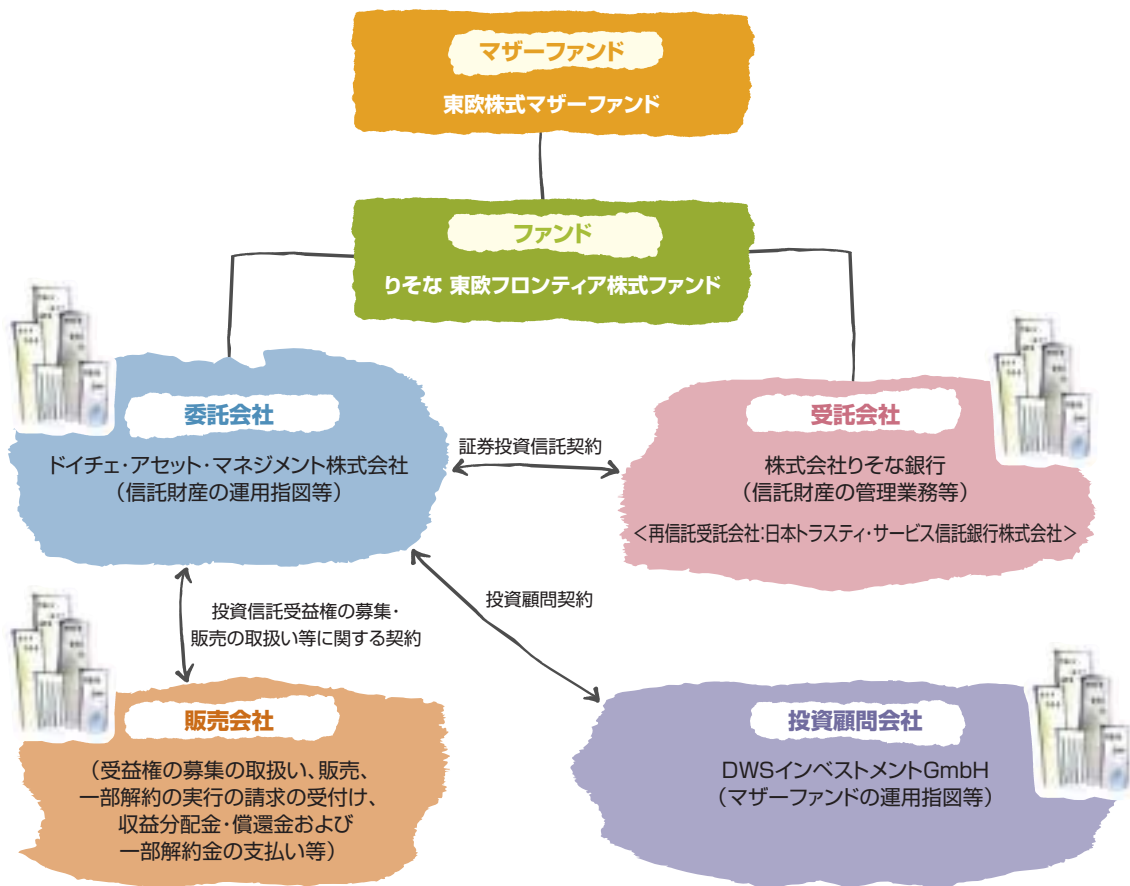 マザーファンド
東欧株式マザーファンド
ファンド
りそな 東欧フロンティア株式ファンド
委託会社
ドイチェ・アセット・マネジメント株式会社
（信託財産の運用指図等）
証券投資信託契約
受託会社
株式会社りそな銀行
（信託財産の管理業務等）
＜再信託受託会社：日本トラスティ・サービス信託銀行株式会社＞
投資信託受益権の募集・
販売の取扱い等に関する契約
投資顧問契約
販売会社
（受益権の募集の取扱い、販売、
一部解約の実行の請求の受付け、
収益分配金・償還金および
一部解約金の支払い等）
投資顧問会社
DWSインベストメントGmbH
（マザーファンドの運用指図等）